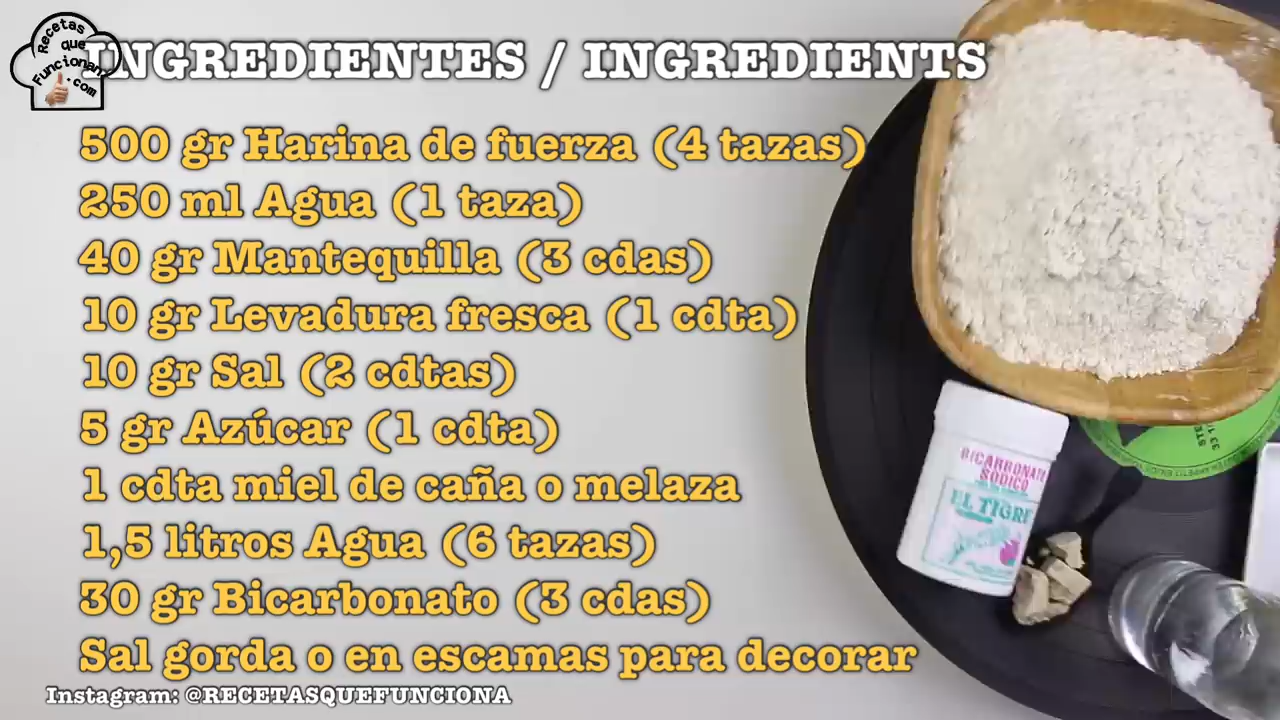 Recetas
que
Funcionan
.com
INGREDIENTES / INGREDIENTS
500 gr Harina de fuerza (4 tazas)
250 ml Agua (1 taza)
40 gr Mantequilla (3 cdas)
10 gr Levadura fresca (1 cdta)
10 gr Sal (2 cdtas)
5 gr Azúcar (1 cdta)
1 cdta miel de caña o melaza
1,5 litros Agua (6 tazas)
30 gr Bicarbonato (3 cdas)
Sal gorda o en escamas para decorar
Instagram: @RECETASQUEFUNCIONA
BICARBONATO
SODICO
EL TIGRE